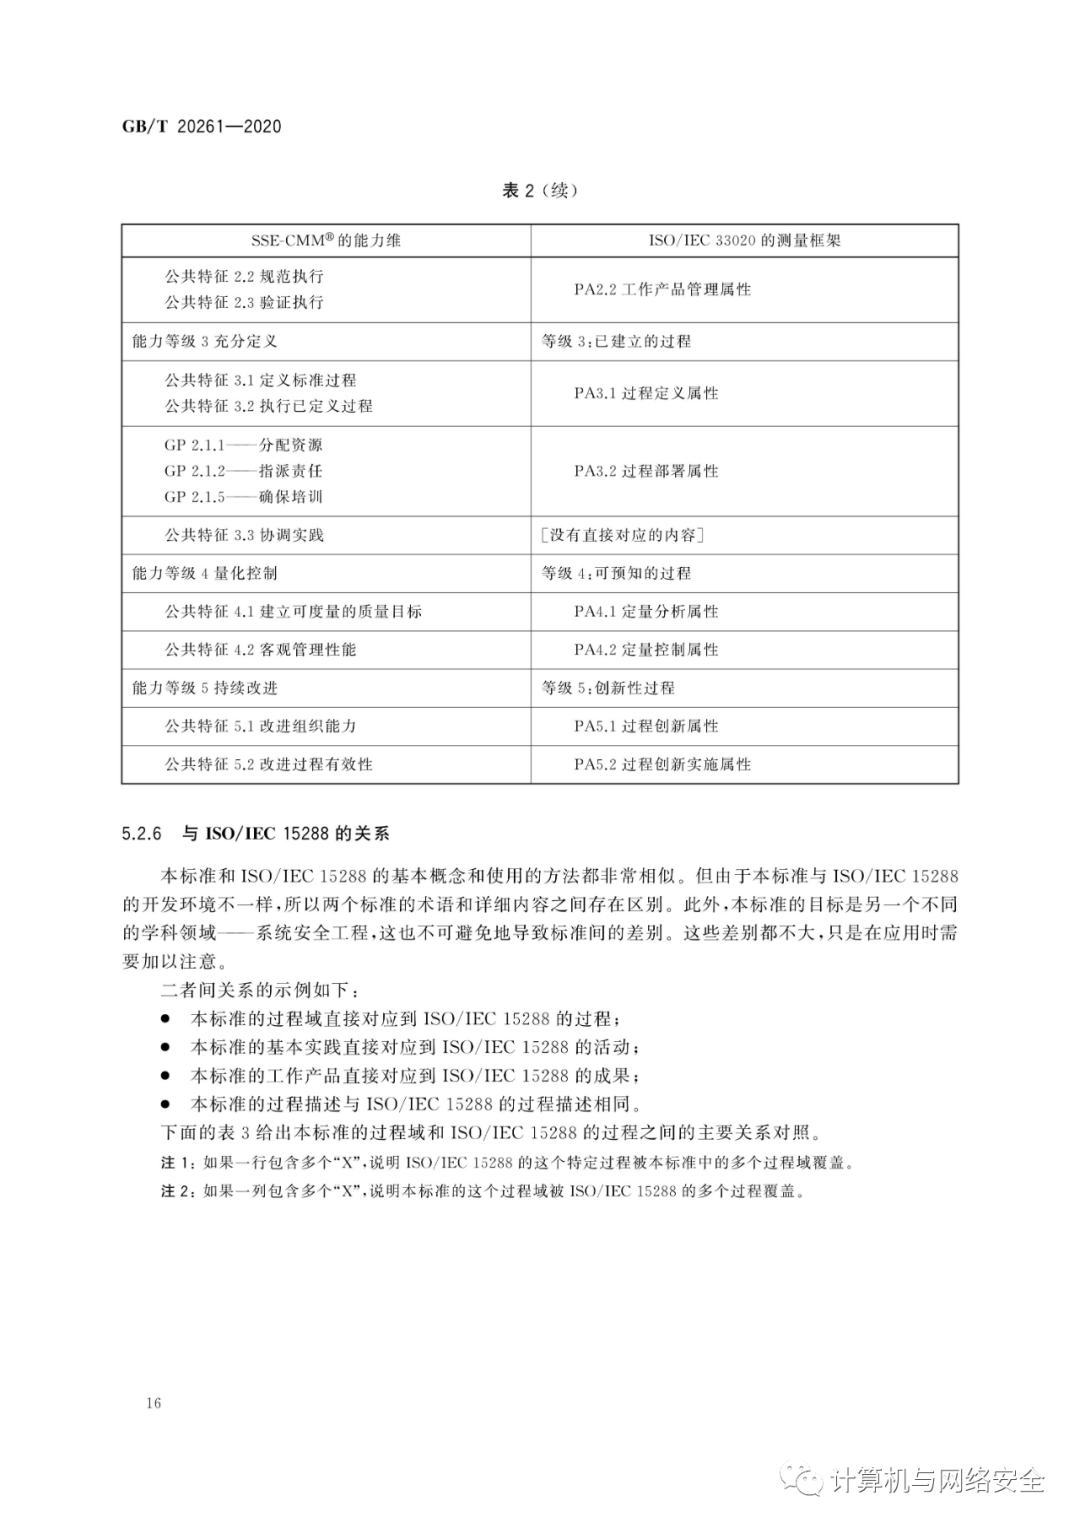 GB/T 20261—2020
表 2（续）
SSE-CMM®的能力维
ISO/IEC 33020 的测量框架
公共特征 2.2 规范执行
公共特征 2.3 验证执行
PA2.2 工作产品管理属性
能力等级 3 充分定义
等级 3:已建立的过程
公共特征 3.1 定义标准过程
公共特征 3.2 执行已定义过程
PA3.1 过程定义属性
GP 2.1.1——分配资源
GP 2.1.2——指派责任
GP 2.1.5——确保培训
PA3.2 过程部署属性
公共特征 3.3 协调实践
[没有直接对应的内容]
能力等级 4 量化控制
等级 4:可预知的过程
公共特征 4.1 建立可度量的质量目标
PA4.1 定量分析属性
公共特征 4.2 客观管理性能
PA4.2 定量控制属性
能力等级 5 持续改进
等级 5:创新性过程
公共特征 5.1 改进组织能力
PA5.1 过程创新属性
公共特征 5.2 改进过程有效性
PA5.2 过程创新实施属性
5.2.6 与 ISO/IEC 15288 的关系
本标准和 ISO/IEC 15288 的基本概念和使用的方法都非常相似。但由于本标准与 ISO/IEC 15288
的开发环境不一样,所以两个标准的术语和详细内容之间存在区别。此外,本标准的目标是另一个不同
的学科领域——系统安全工程,这也不可避免地导致标准间的差别。这些差别都不大,只是在应用时需
要加以注意。
二者间关系的示例如下:
● 本标准的过程域直接对应到 ISO/IEC 15288 的过程;
● 本标准的基本实践直接对应到 ISO/IEC 15288 的活动;
● 本标准的工作产品直接对应到 ISO/IEC 15288 的成果;
● 本标准的过程描述与 ISO/IEC 15288 的过程描述相同。
下面的表 3 给出本标准的过程域和 ISO/IEC 15288 的过程之间的主要关系对照。
注 1: 如果一行包含多个“X”,说明 ISO/IEC 15288 的这个特定过程被本标准中的多个过程域覆盖。
注 2: 如果一列包含多个“X”,说明本标准的这个过程域被 ISO/IEC 15288 的多个过程覆盖。
16
计算机与网络安全